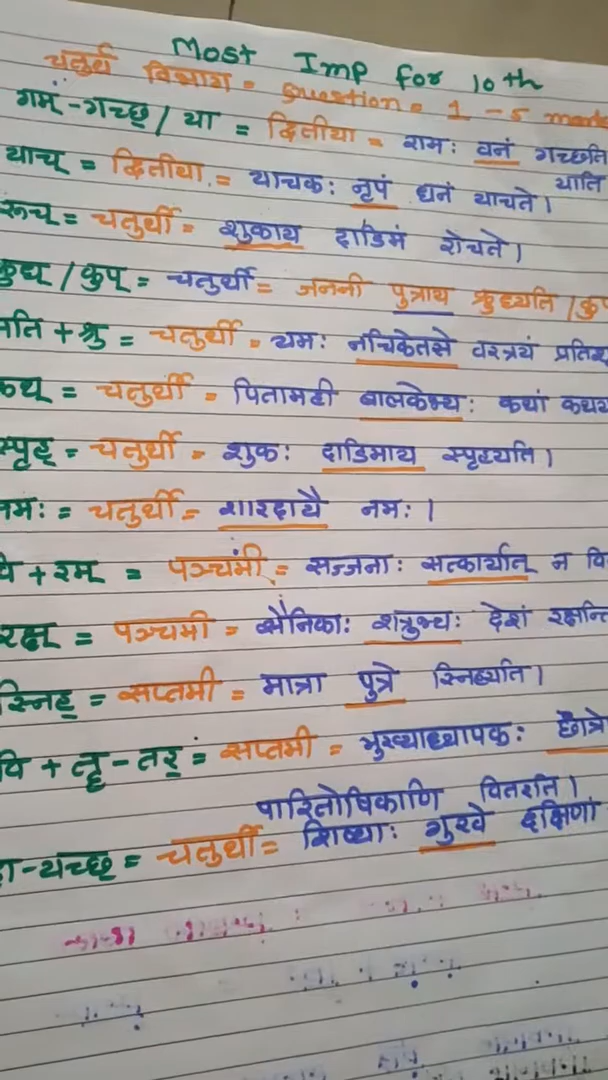 Most Imp for 10th
चतुर्थ विभाग = Question = 1 - 5 marks
गम् - गच्छ् / या = द्वितीया = रामः वनं गच्छति
याति
याच् = द्वितीया = याचकः नृपं धनं याचते।
रूच् = चतुर्थी = शुकाय दाडिमं रोचते।
क्रुध्य / कुप् = चतुर्थी = जननी पुत्राय क्रुध्यति /
+ श्रु = चतुर्थी = यमः नचिकेतसे वरत्रयं
कथ् = चतुर्थी = पितामही बालकेभ्यः कथां
स्पृह् = चतुर्थी = शुकः दाडिमाय स्पृहयति।
नमः = चतुर्थी = शारदायै नमः।
वि + रम् = पञ्चमी = सज्जनाः सत्कार्यात् न
रक्ष् = पञ्चमी = सैनिकाः शत्रुभ्यः देशं रक्षन्ति
स्निह् = सप्तमी = मात्रा पुत्रे स्निह्यति।
वि + तृ - तर् = सप्तमी = मुख्याध्यापकः छात्रे
पारितोषिकाणि वितरति।
- यच्छ् = चतुर्थी = शिष्याः गुरवे दक्षिणां